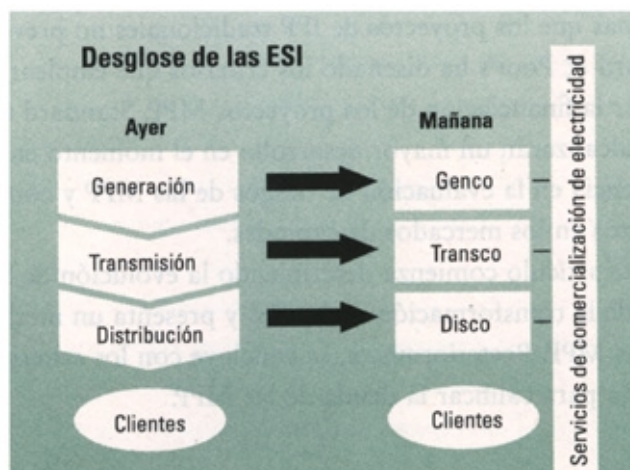 Desglose de las ESI
Ayer
Mañana
Generación
Genco
Transmisión
Transco
Distribución
Disco
Clientes
Clientes
Servicios de comercialización de electricidad